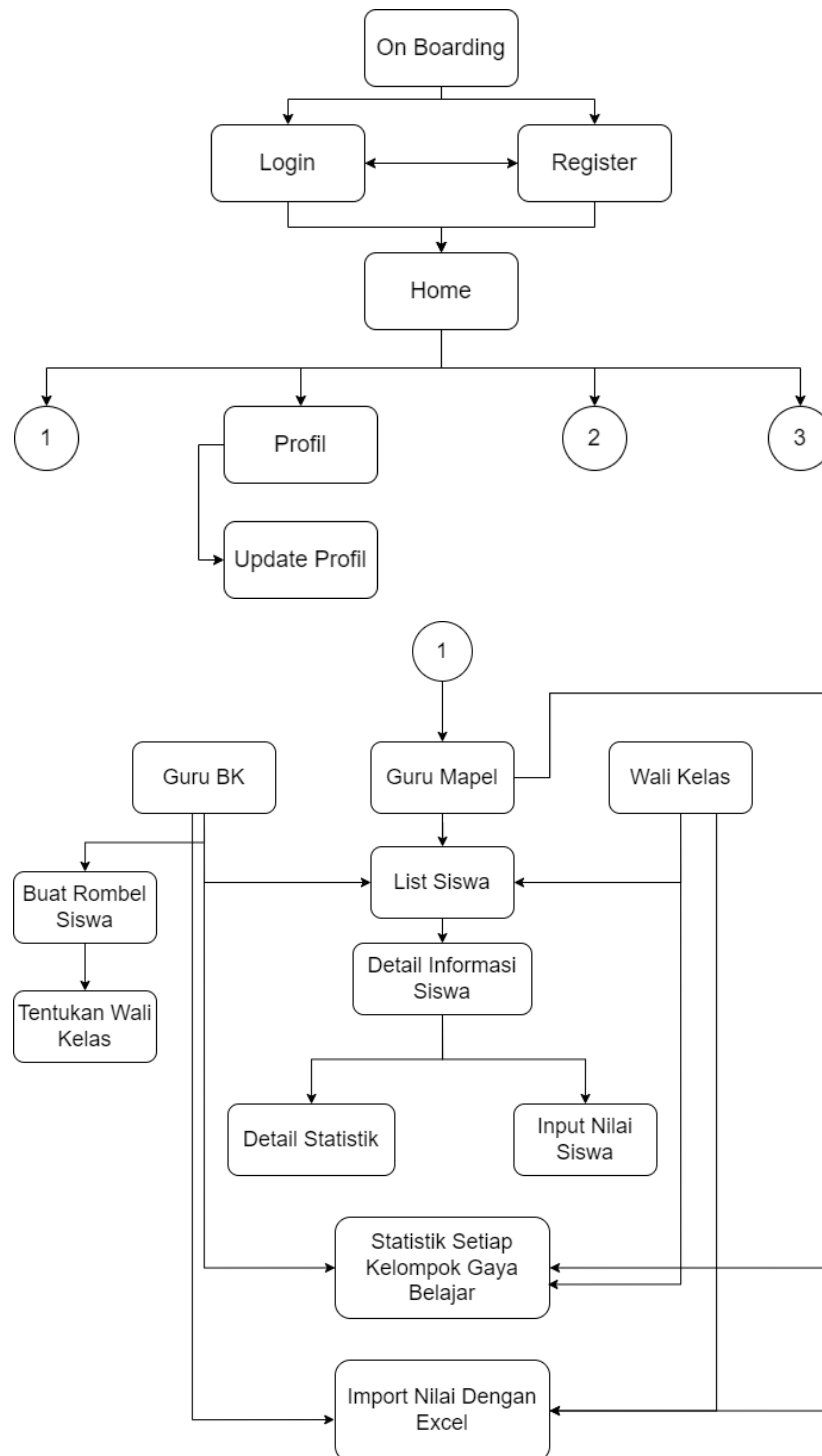 On Boarding
Login
Register
Home
1
Profil
2
3
Update Profil
1
Guru BK
Guru Mapel
Wali Kelas
Buat Rombel
Siswa
List Siswa
Detail Informasi
Siswa
Tentukan Wali
Kelas
Detail Statistik
Input Nilai
Siswa
Statistik Setiap
Kelompok Gaya
Belajar
Import Nilai Dengan
Excel